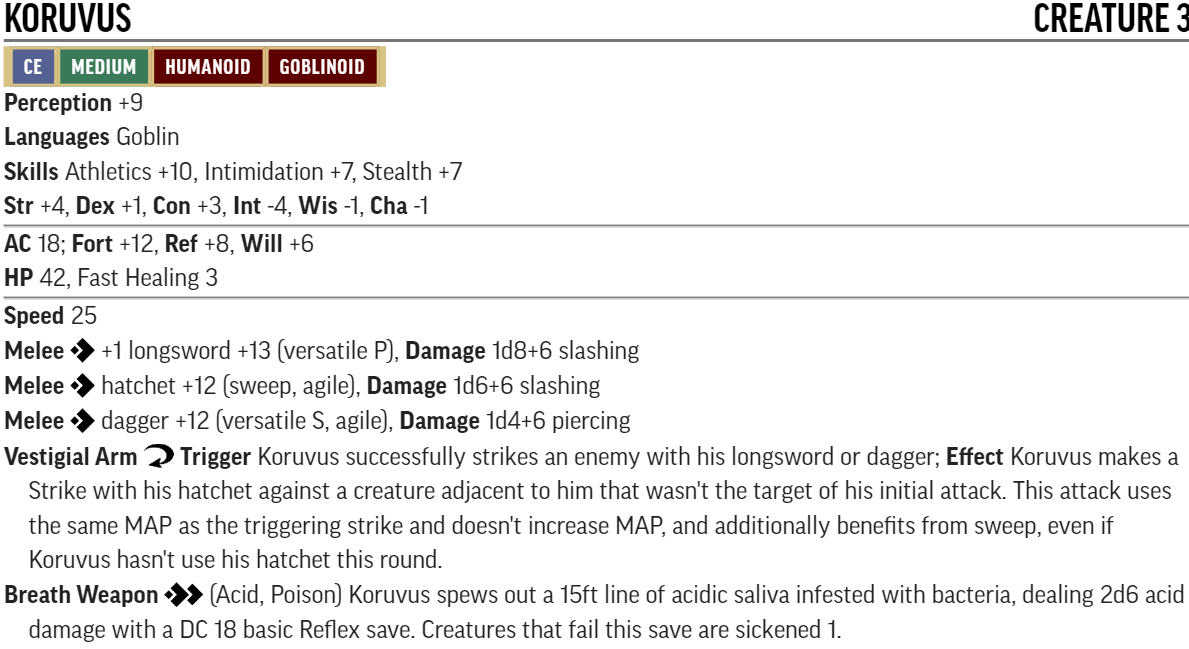 KORUVUS CREATURE 3
CE MEDIUM HUMANOID GOBLINOID
Perception +9
Languages Goblin
Skills Athletics +10, Intimidation +7, Stealth +7
Str +4, Dex +1, Con +3, Int -4, Wis -1, Cha -1
AC 18; Fort +12, Ref +8, Will +6
HP 42, Fast Healing 3
Speed 25
Melee +1 longsword +13 (versatile P), Damage 1d8+6 slashing
Melee hatchet +12 (sweep, agile), Damage 1d6+6 slashing
Melee dagger +12 (versatile S, agile), Damage 1d4+6 piercing
Vestigial Arm Trigger Koruvus successfully strikes an enemy with his longsword or dagger; Effect Koruvus makes a
Strike with his hatchet against a creature adjacent to him that wasn't the target of his initial attack. This attack uses
the same MAP as the triggering strike and doesn't increase MAP, and additionally benefits from sweep, even if
Koruvus hasn't use his hatchet this round.
Breath Weapon (Acid, Poison) Koruvus spews out a 15ft line of acidic saliva infested with bacteria, dealing 2d6 acid
damage with a DC 18 basic Reflex save. Creatures that fail this save are sickened 1.